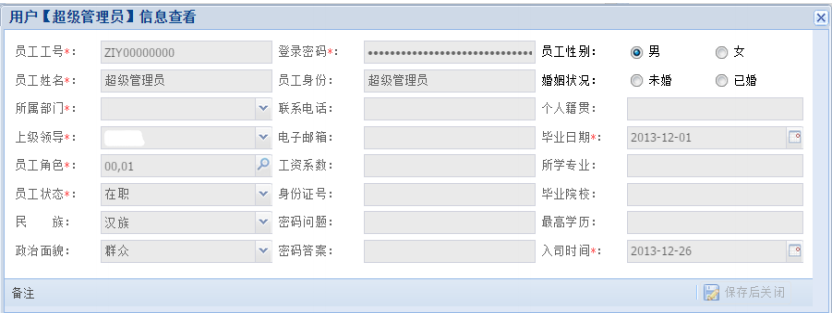 用户【超级管理员】信息查看
员工工号*: ZIY00000000 登录密码*: •••••••••••••••••••••••••••••••• 员工性别: 男 女
员工姓名*: 超级管理员 员工身份: 超级管理员 婚姻状况: 未婚 已婚
所属部门*: 联系电话: 个人籍贯:
上级领导*: 电子邮箱: 毕业日期*: 2013-12-01
员工角色*: 00,01 工资系数: 所学专业:
员工状态*: 在职 身份证号: 毕业院校:
民 族: 汉族 密码问题: 最高学历:
政治面貌: 群众 密码答案: 入司时间*: 2013-12-26
备注 保存后关闭